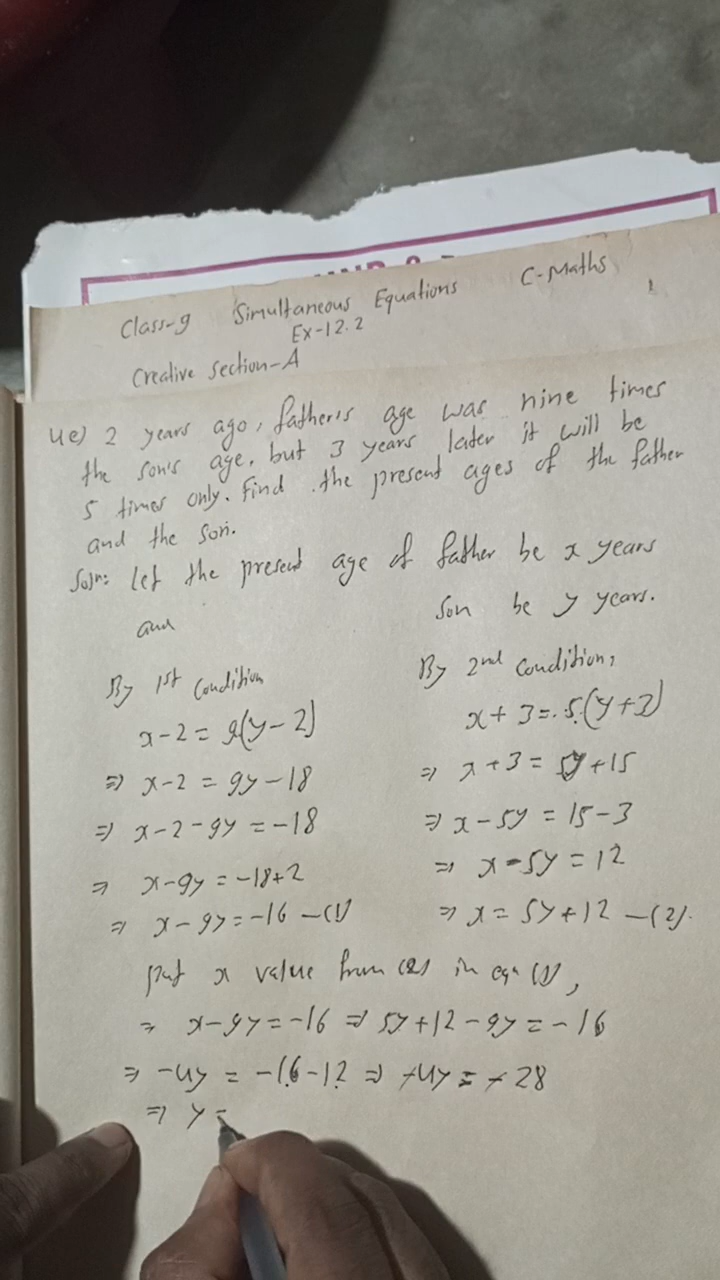 Class-9 Simultaneous Equations C-Maths
Ex-12.2
Creative Section-A
4e) 2 years ago, father's age was nine times
the son's age, but 3 years later it will be
5 times only. Find the present ages of the father
and the son.
Soln: let the present age of father be x years
and son be y years.
By 1st Condition
x-2 = 9(y-2)
=> x-2 = 9y-18
=> x-2-9y = -18
=> x-9y = -18+2
=> x-9y = -16 -(1)
By 2nd Condition,
x+3 = 5(y+3)
=> x+3 = 5y+15
=> x-5y = 15-3
=> x-5y = 12
=> x = 5y+12 -(2).
put x value from (2) in eqn (1),
=> x-9y = -16 => 5y+12-9y = -16
=> -4y = -16-12 => -4y = -28
=> y =